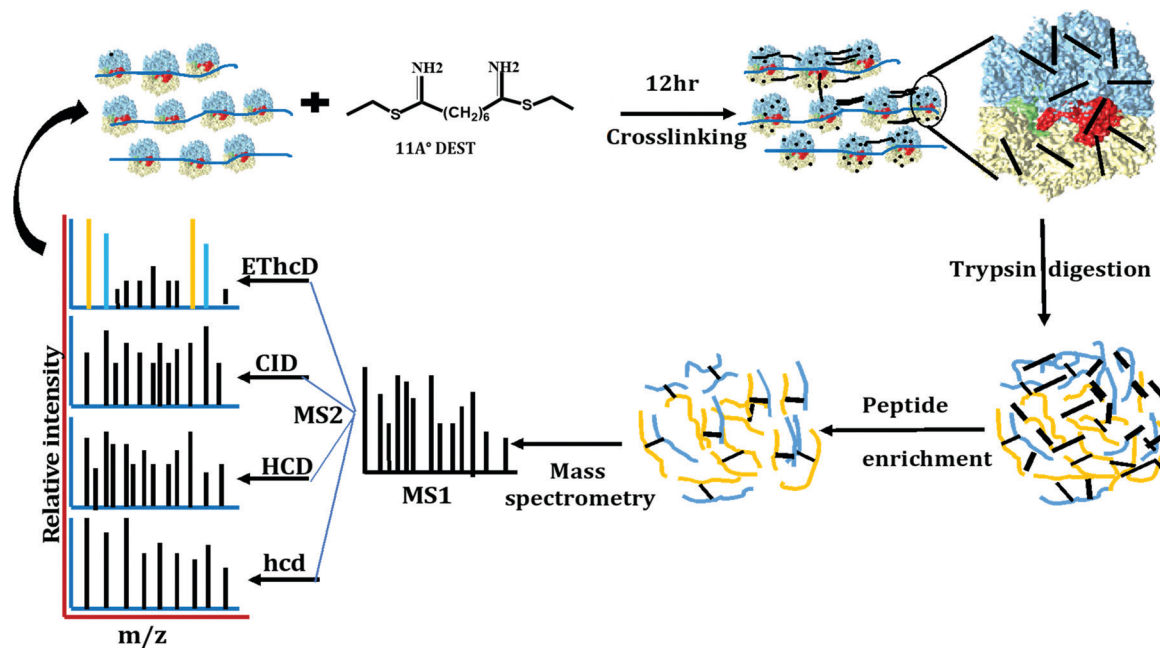 NH2 NH2
S (CH2)6 S
11A° DEST
12hr
Crosslinking
Trypsin digestion
Peptide
enrichment
Mass
spectrometry
MS1
MS2
EThcD
CID
HCD
hcd
Relative intensity
m/z